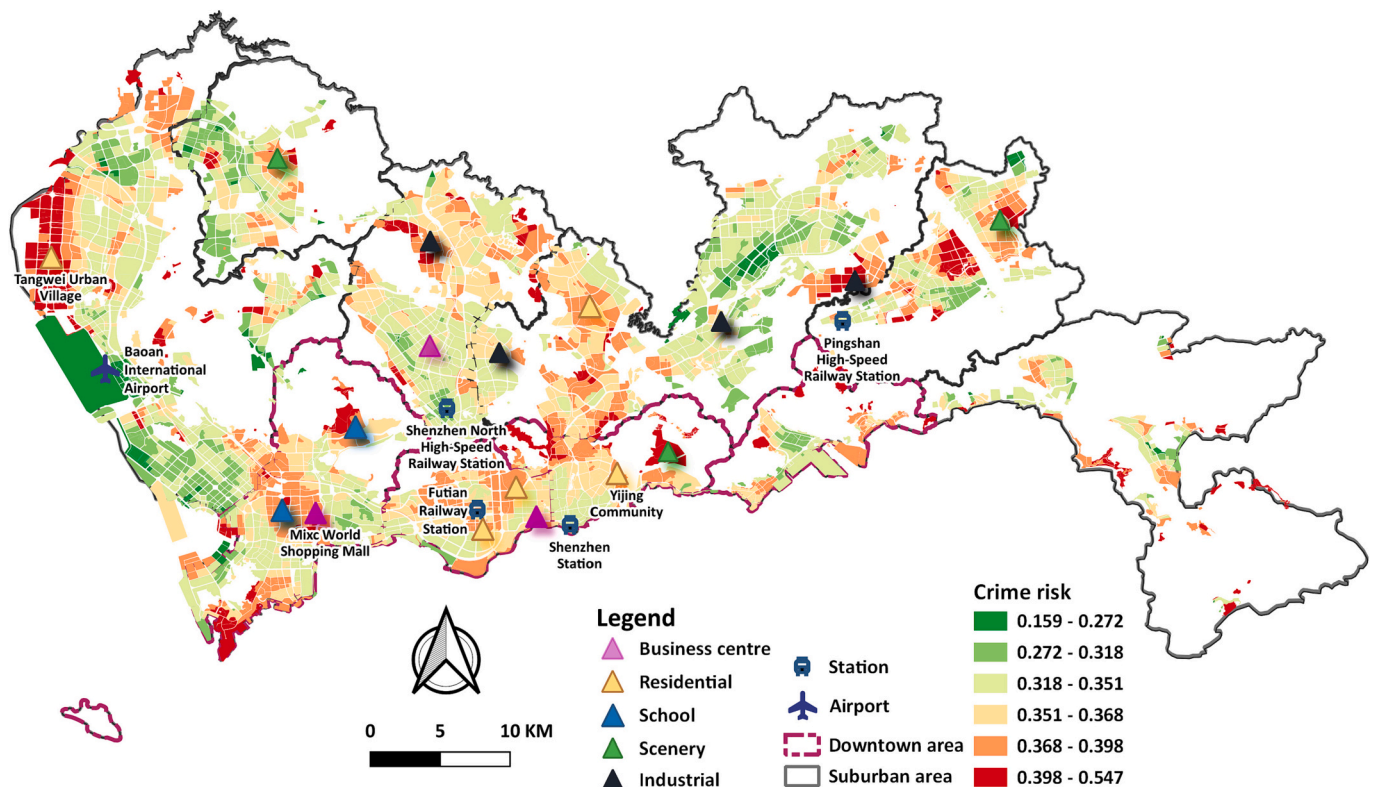 Tangwei Urban
Village
Baoan
International
Airport
Shenzhen North
High-Speed
Railway Station
Pingshan
High-Speed
Railway Station
Futian
Railway
Station
Yijing
Community
Mixc World
Shopping Mall
Shenzhen
Station
0 5 10 KM
Legend
Business centre
Residential
School
Scenery
Industrial
Station
Airport
Downtown area
Suburban area
Crime risk
0.159 - 0.272
0.272 - 0.318
0.318 - 0.351
0.351 - 0.368
0.368 - 0.398
0.398 - 0.547